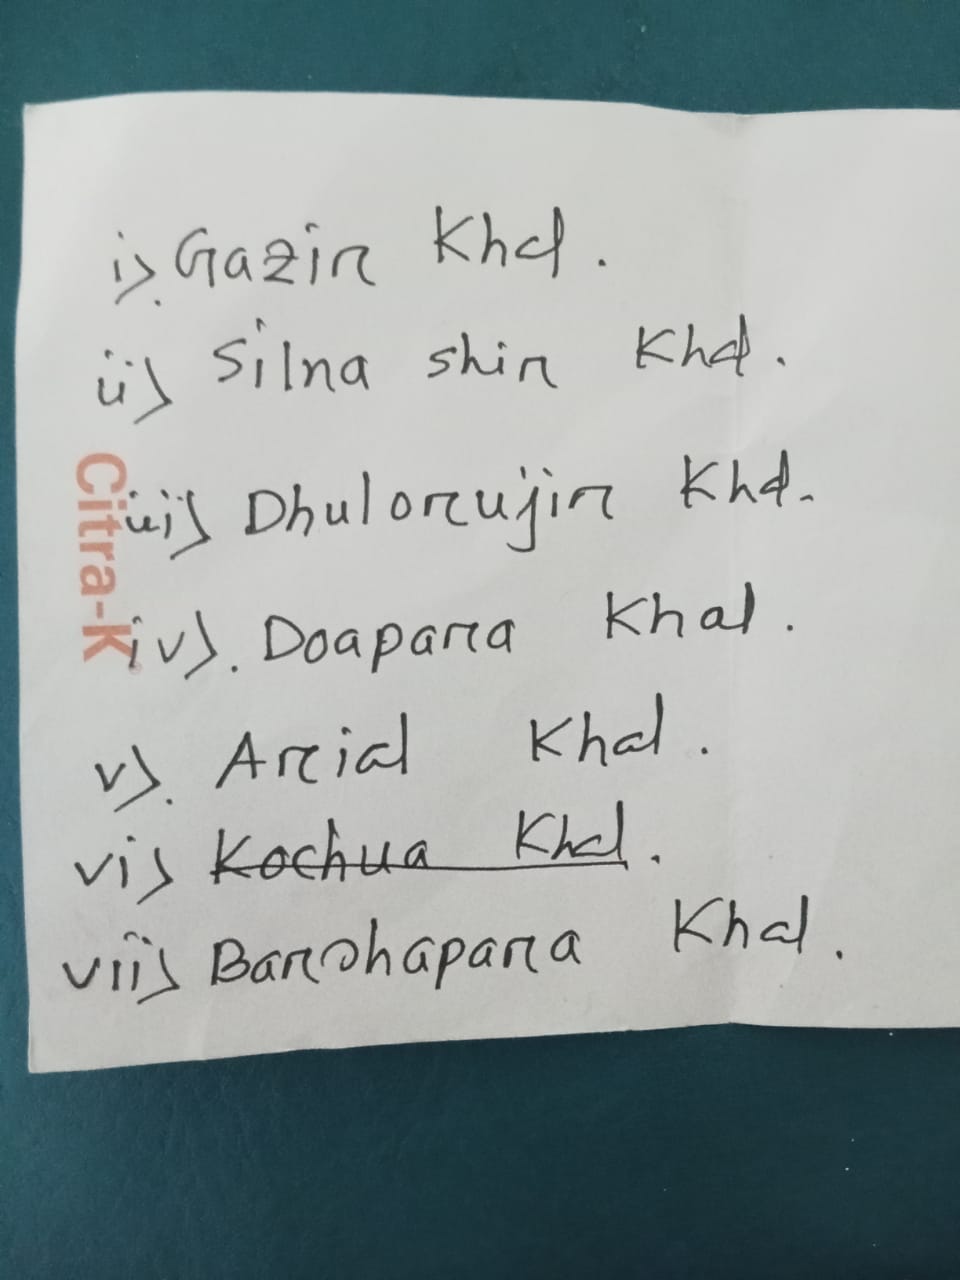 i). Gazir Khal.
ii) Silna shir Khal.
iii) Dhulorujir Khal.
iv). Doapara Khal.
v). Arial Khal.
vi) Kochua Khal.
vii) Barohapara Khal.
Citra-K